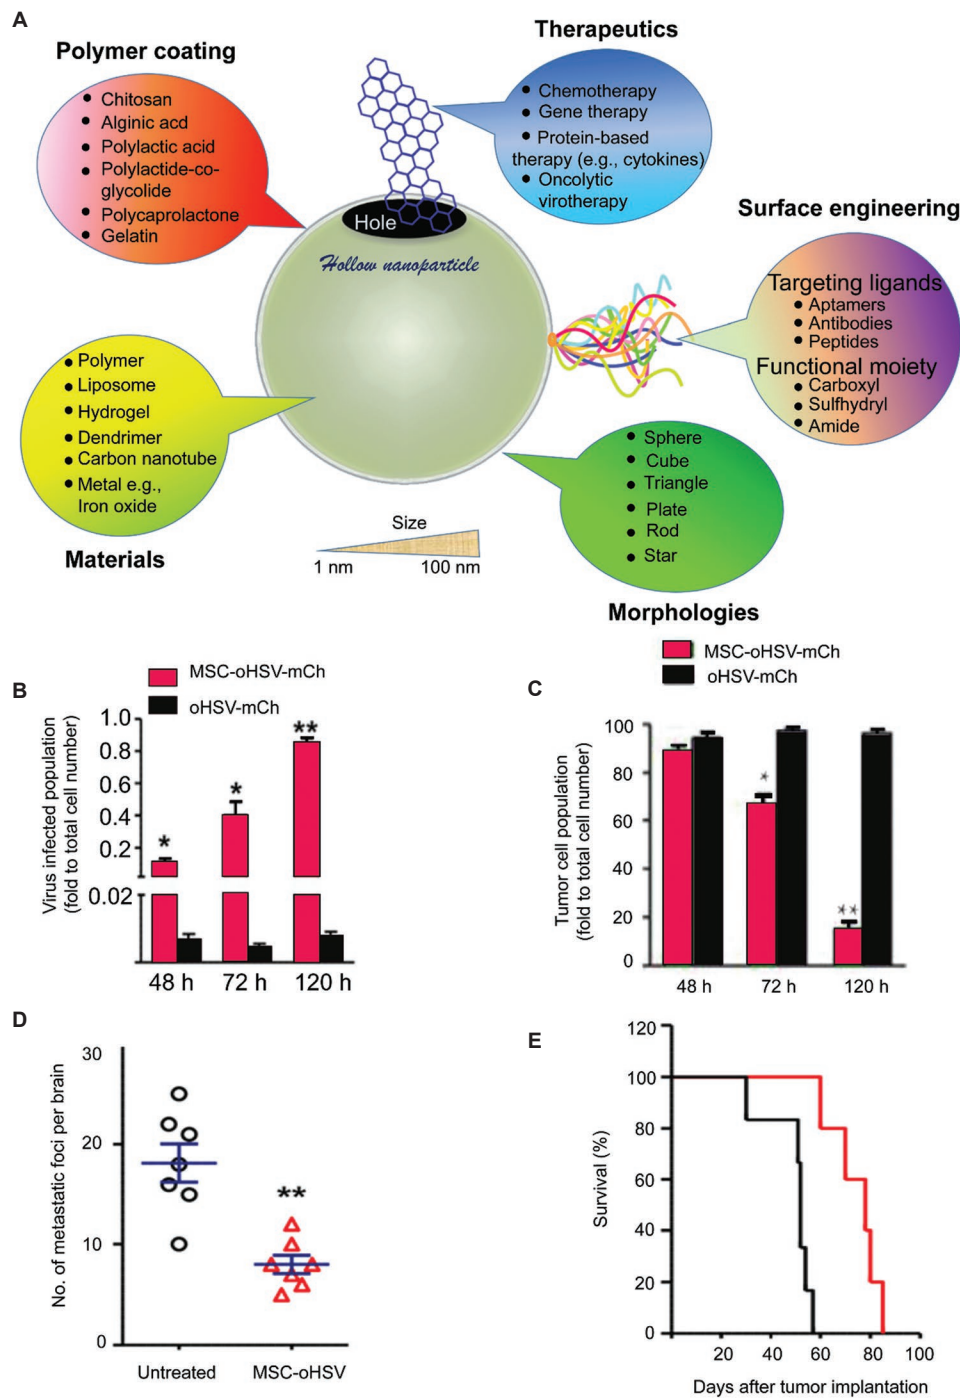 A
Polymer coating
Chitosan
Alginic acd
Polylactic acid
Polylactide-co-
glycolide
Polycaprolactone
Gelatin
Therapeutics
Chemotherapy
Gene therapy
Protein-based
therapy (e.g., cytokines)
Oncolytic
virotherapy
Hole
Hollow nanoparticle
Surface engineering
Targeting ligands
Aptamers
Antibodies
Peptides
Functional moiety
Carboxyl
Sulfhydryl
Amide
Polymer
Liposome
Hydrogel
Dendrimer
Carbon nanotube
Metal e.g.,
Iron oxide
Materials
Size
1 nm
100 nm
Sphere
Cube
Triangle
Plate
Rod
Star
Morphologies
B
MSC-oHSV-mCh
oHSV-mCh
Virus infected population
(fold to total cell number)
1.0
0.8
0.6
0.4
0.2
0.02
*
*
**
48 h
72 h
120 h
C
MSC-oHSV-mCh
oHSV-mCh
Tumor cell population
(fold to total cell number)
100
80
60
40
20
0
*
**
48 h
72 h
120 h
D
No. of metastatic foci per brain
30
20
10
0
**
Untreated
MSC-oHSV
E
Survival (%)
120
100
80
60
40
20
0
20
40
60
80
100
Days after tumor implantation